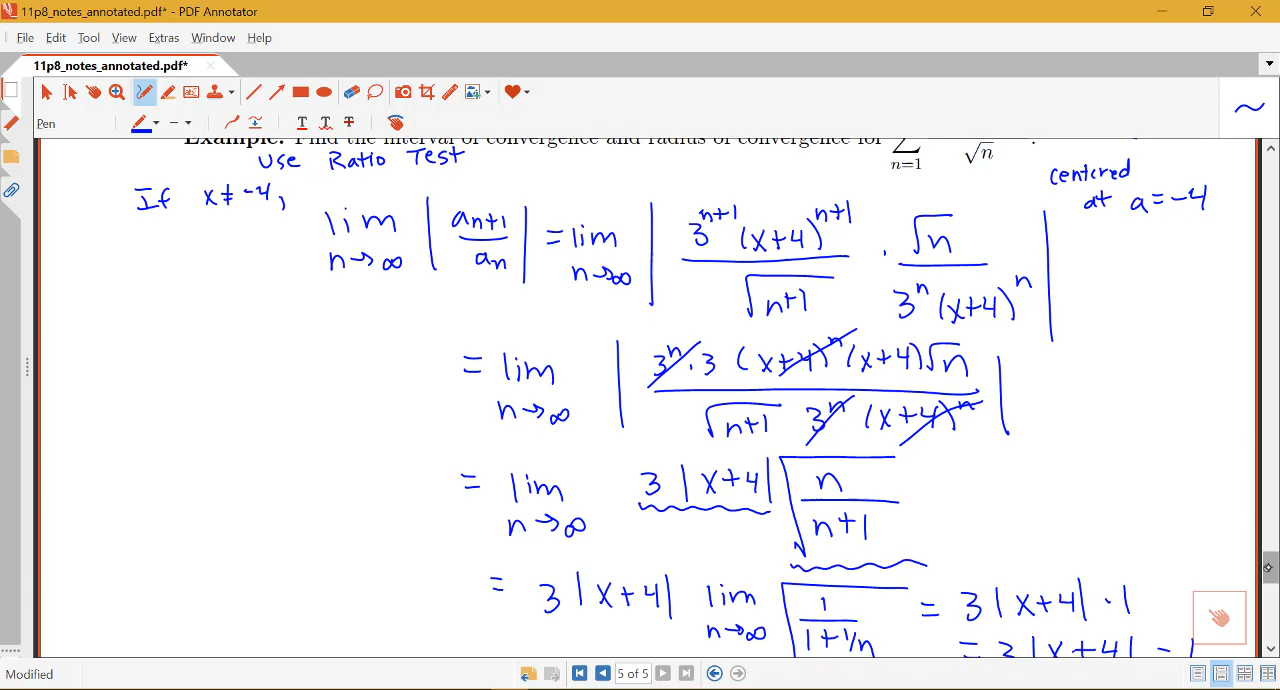 11p8_notes_annotated.pdf* - PDF Annotator
File Edit Tool View Extras Window Help
11p8_notes_annotated.pdf*
Pen
Example: Find the interval of convergence and radius of convergence for ∑ n=1 √n .
Use Ratio Test
centred
at a = -4
If x ≠ -4,
lim n→∞ | an+1 / an | = lim n→∞ | 3^(n+1) (x+4)^(n+1) / √(n+1) · √n / 3^n (x+4)^n |
= lim n→∞ | 3^n · 3 (x+4)^n (x+4) √n / √(n+1) 3^n (x+4)^n |
= lim n→∞ 3 |x+4| √(n / n+1)
= 3 |x+4| lim n→∞ √(1 / 1+1/n) = 3 |x+4| · 1
= 3 |x+4|
Modified
5 of 5